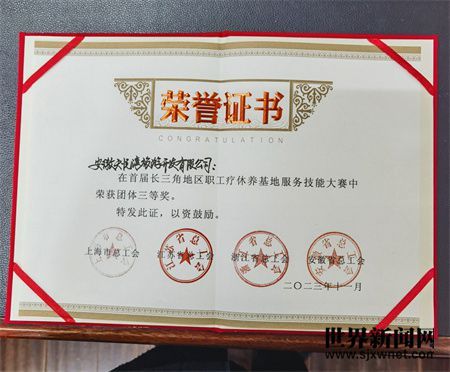 荣誉证书
CONGRATULATION
安徽天悦湾旅游开发有限公司:
在首届长三角地区职工疗休养基地服务技能大赛中
荣获团体三等奖。
特发此证，以资鼓励。
上海市总工会 江苏省总工会 浙江省总工会 安徽省总工会
二〇二三年十一月
世界新闻网
www.sjxwnet.com